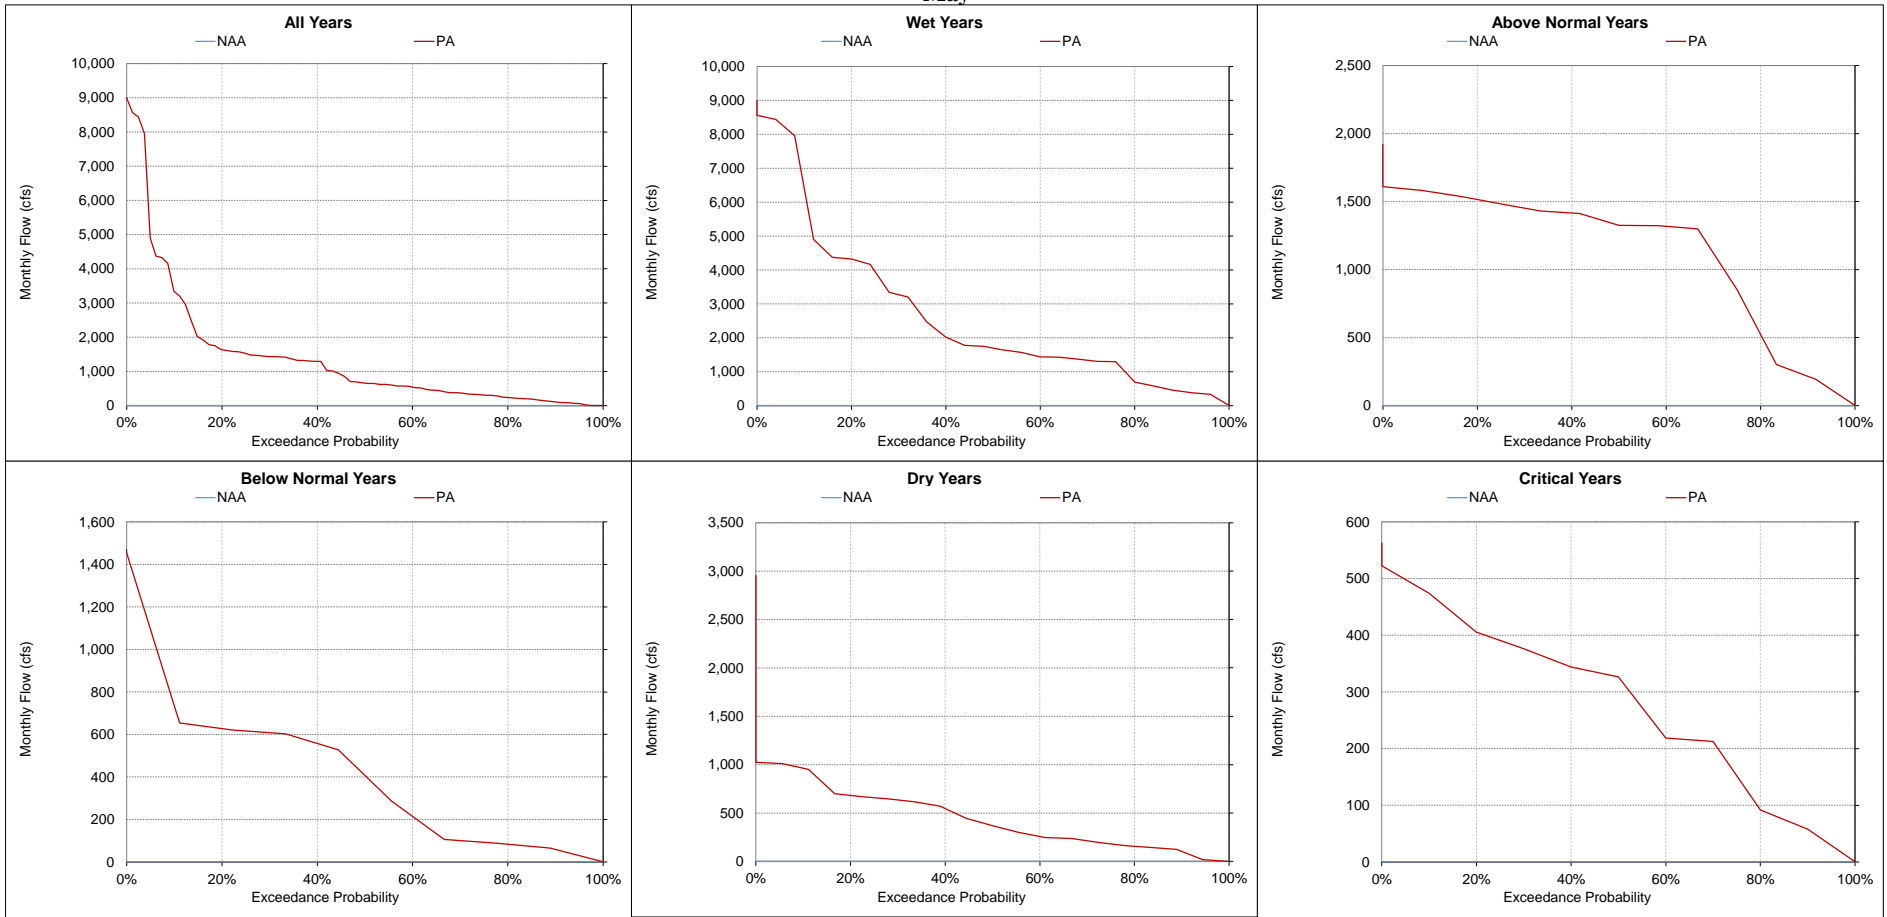 All Years
NAA PA
10,000
9,000
8,000
7,000
6,000
5,000
4,000
3,000
2,000
1,000
0
0% 20% 40% 60% 80% 100%
Monthly Flow (cfs)
Exceedance Probability
Wet Years
NAA PA
10,000
9,000
8,000
7,000
6,000
5,000
4,000
3,000
2,000
1,000
0
0% 20% 40% 60% 80% 100%
Monthly Flow (cfs)
Exceedance Probability
Above Normal Years
NAA PA
2,500
2,000
1,500
1,000
500
0
0% 20% 40% 60% 80% 100%
Monthly Flow (cfs)
Exceedance Probability
Below Normal Years
NAA PA
1,600
1,400
1,200
1,000
800
600
400
200
0
0% 20% 40% 60% 80% 100%
Monthly Flow (cfs)
Exceedance Probability
Dry Years
NAA PA
3,500
3,000
2,500
2,000
1,500
1,000
500
0
0% 20% 40% 60% 80% 100%
Monthly Flow (cfs)
Exceedance Probability
Critical Years
NAA PA
600
500
400
300
200
100
0
0% 20% 40% 60% 80% 100%
Monthly Flow (cfs)
Exceedance Probability